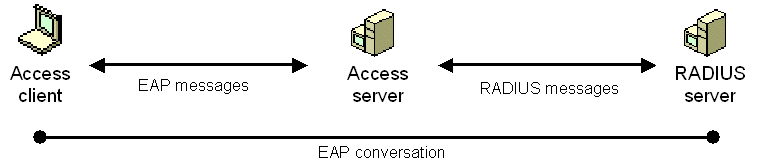 Access
client
EAP messages
Access
server
RADIUS messages
RADIUS
server
EAP conversation